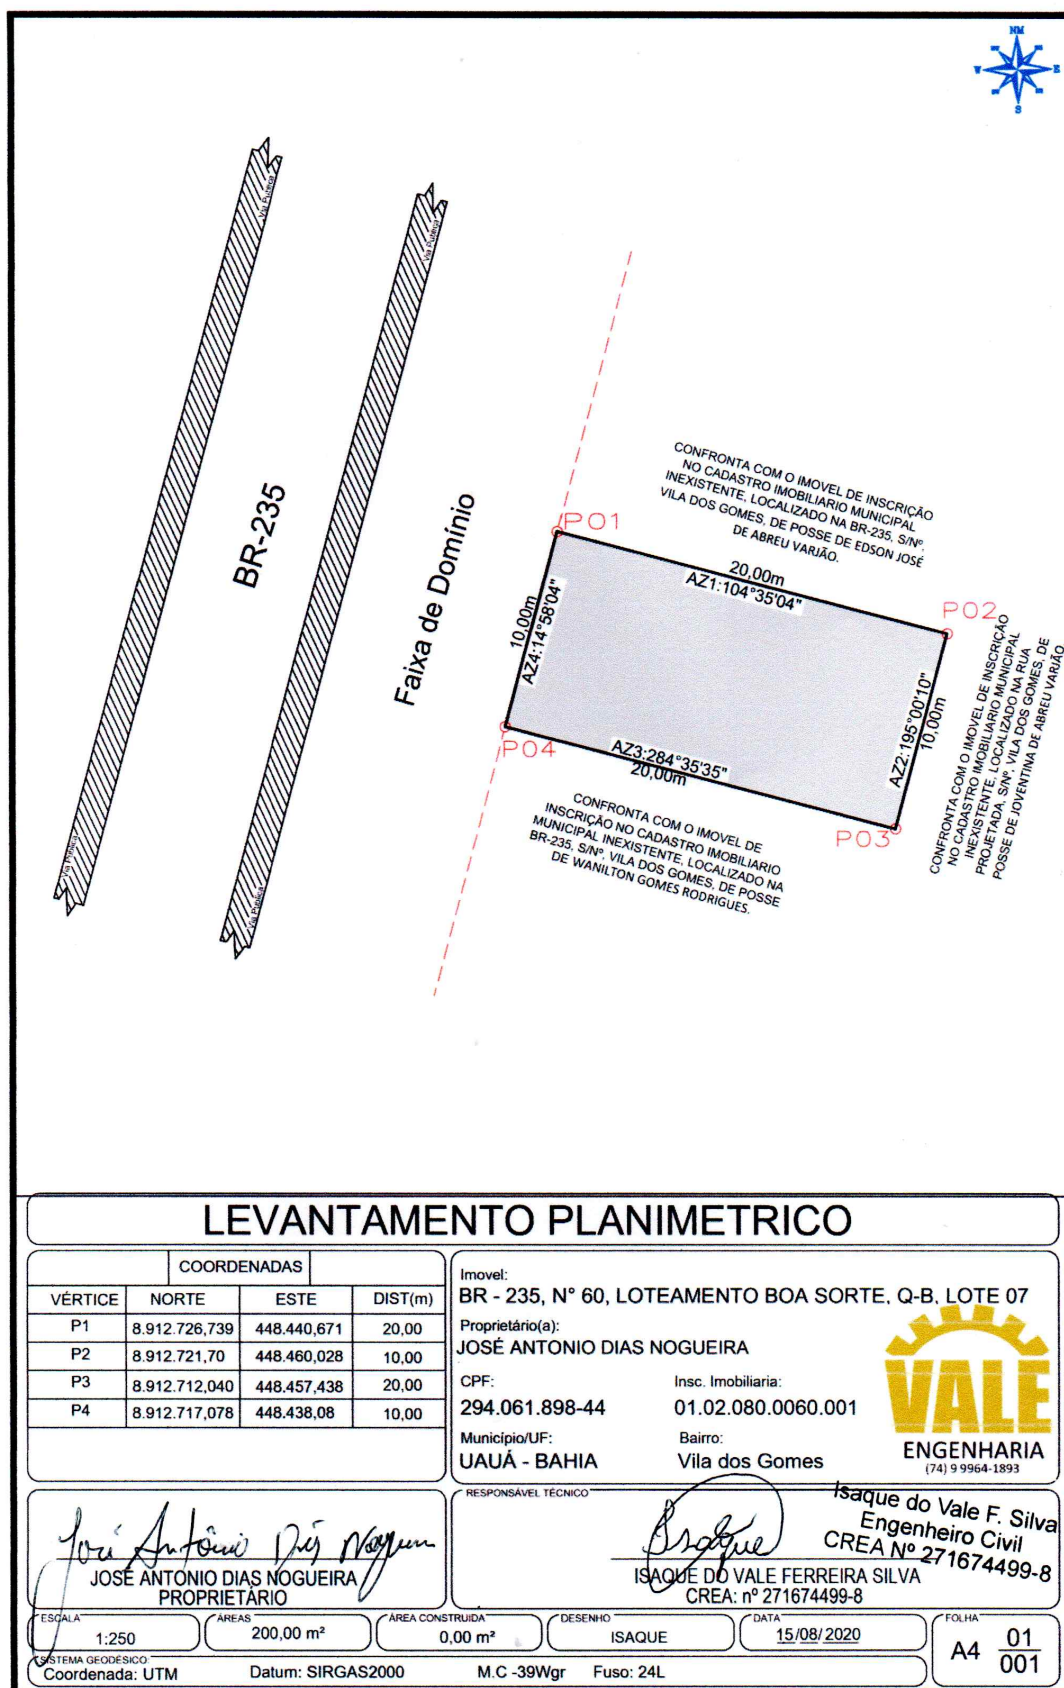 NM
W
E
S
Via Pública
Via Pública
BR-235
Faixa de Domínio
Via Pública
Via Pública
CONFRONTA COM O IMOVEL DE INSCRIÇÃO
NO CADASTRO IMOBILIARIO MUNICIPAL
INEXISTENTE, LOCALIZADO NA BR-235, S/Nº,
VILA DOS GOMES, DE POSSE DE EDSON JOSÉ
DE ABREU VARJÃO.
P01
20,00m
AZ1:104°35'04"
P02
10,00m
AZ4:14°58'04"
AZ2:195°00'10"
10,00m
CONFRONTA COM O IMOVEL DE INSCRIÇÃO
NO CADASTRO IMOBILIARIO MUNICIPAL
INEXISTENTE, LOCALIZADO NA RUA
PROJETADA, S/Nº, VILA DOS GOMES, DE
POSSE DE JOVENTINA DE ABREU VARJÃO
P04
AZ3:284°35'35"
20,00m
P03
CONFRONTA COM O IMOVEL DE
INSCRIÇÃO NO CADASTRO IMOBILIARIO
MUNICIPAL INEXISTENTE, LOCALIZADO NA
BR-235, S/Nº, VILA DOS GOMES, DE POSSE
DE WANILTON GOMES RODRIGUES.
LEVANTAMENTO PLANIMETRICO
COORDENADAS
VÉRTICE NORTE ESTE DIST(m)
P1 8.912.726,739 448.440,671 20,00
P2 8.912.721,70 448.460,028 10,00
P3 8.912.712,040 448.457,438 20,00
P4 8.912.717,078 448.438,08 10,00
Imovel:
BR - 235, N° 60, LOTEAMENTO BOA SORTE, Q-B, LOTE 07
Proprietário(a):
JOSÉ ANTONIO DIAS NOGUEIRA
CPF: Insc. Imobiliaria:
294.061.898-44 01.02.080.0060.001
Município/UF: Bairro:
UAUÁ - BAHIA Vila dos Gomes
VALE
ENGENHARIA
(74) 9 9964-1893
José Antônio Dias Nogueira
JOSÉ ANTONIO DIAS NOGUEIRA
PROPRIETÁRIO
RESPONSÁVEL TÉCNICO
Isaque
Isaque do Vale F. Silva
Engenheiro Civil
CREA Nº 271674499-8
ISAQUE DO VALE FERREIRA SILVA
CREA: nº 271674499-8
ESCALA
1:250
ÁREAS
200,00 m²
ÁREA CONSTRUIDA
0,00 m²
DESENHO
ISAQUE
DATA
15/08/2020
FOLHA
A4 01
001
SISTEMA GEODÉSICO:
Coordenada: UTM Datum: SIRGAS2000 M.C -39Wgr Fuso: 24L